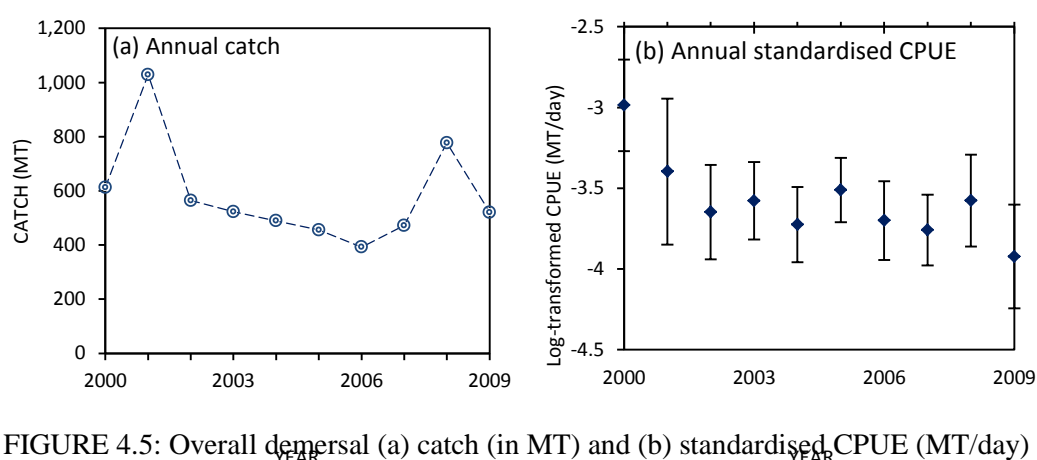 (a) Annual catch
CATCH (MT)
1,200
1,000
800
600
400
200
0
2000
2003
2006
2009
YEAR
(b) Annual standardised CPUE
Log-transformed CPUE (MT/day)
-2.5
-3
-3.5
-4
-4.5
2000
2003
2006
2009
YEAR
FIGURE 4.5: Overall demersal (a) catch (in MT) and (b) standardised CPUE (MT/day)